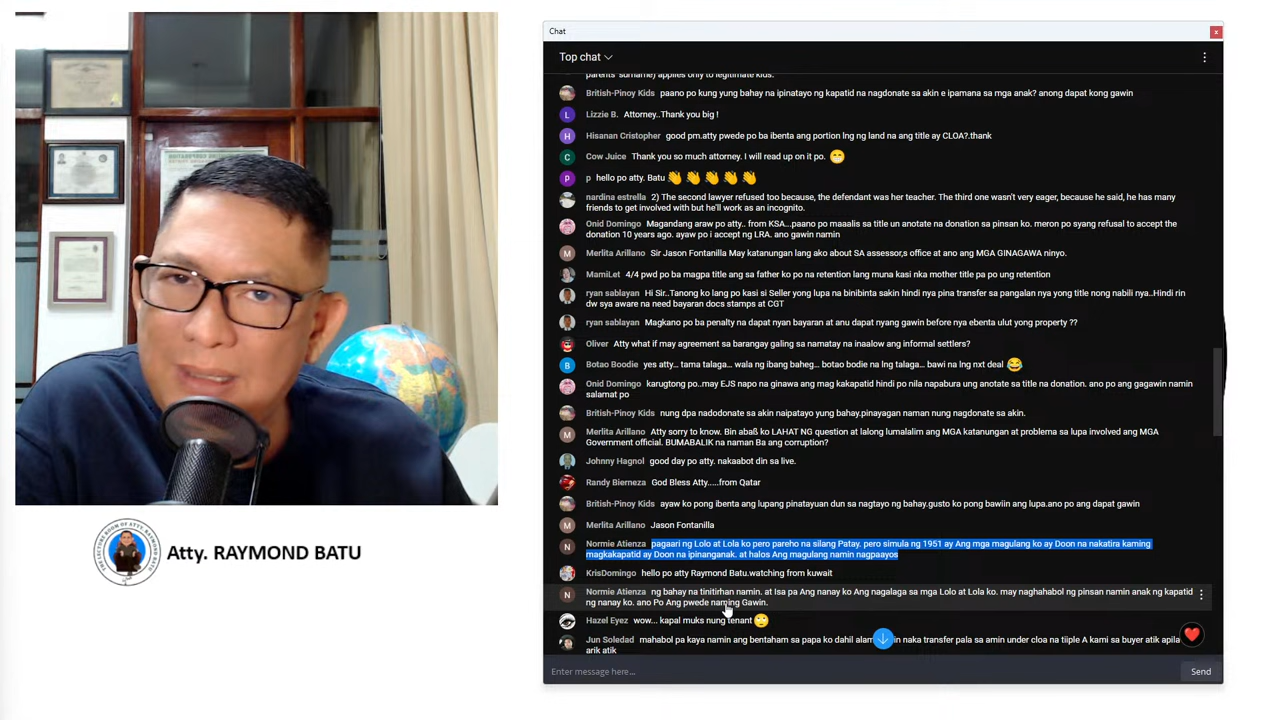 Chat
x
Top chat
parents' surname) applies only to legitimate kids.
British-Pinoy Kids paano po kung yung bahay na ipinatayo ng kapatid na nagdonate sa akin e ipamana sa mga anak? anong dapat kong gawin
L Lizzie B. Attorney..Thank you big !
H Hisanan Cristopher good pm.atty pwede po ba ibenta ang portion lng ng land na ang title ay CLOA?.thank
C Cow Juice Thank you so much attorney. I will read up on it po. 😁
p p hello po atty. Batu 👏 👏 👏 👏 👏
nardina estrella 2) The second lawyer refused too because, the defendant was her teacher. The third one wasn't very eager, because he said, he has many
friends to get involved with but he'll work as an incognito.
Onid Domingo Magandang araw po atty.. from KSA...paano po maaalis sa title un anotate na donation sa pinsan ko. meron po syang refusal to accept the
donation 10 years ago. ayaw po i accept ng LRA. ano gawin namin
M Merlita Arillano Sir Jason Fontanilla May katanungan lang ako about SA assessor,s office at ano ang MGA GINAGAWA ninyo.
MamiLet 4/4 pwd po ba magpa title ang sa father ko po na retention lang muna kasi nka mother title pa po ung retention
ryan sablayan Hi Sir..Tanong ko lang po kasi si Seller yong lupa na binibinta sakin hindi nya pina transfer sa pangalan nya yong title nong nabili nya..Hindi rin
dw sya aware na need bayaran docs stamps at CGT
ryan sablayan Magkano po ba penalty na dapat nyan bayaran at anu dapat nyang gawin before nya ebenta ulut yong property ??
Oliver Atty what if may agreement sa barangay galing sa namatay na inaalow ang informal settlers?
B Botao Boodie yes atty... tama talaga... wala ng ibang baheg... botao bodie na lng talaga... bawi na lng nxt deal 😂
Onid Domingo karugtong po..may EJS napo na ginawa ang mag kakapatid hindi po nila napabura ung anotate sa title na donation. ano po ang gagawin namin
salamat po
British-Pinoy Kids nung dpa nadodonate sa akin naipatayo yung bahay.pinayagan naman nung nagdonate sa akin.
M Merlita Arillano Atty sorry to know. Bin abaß ko LAHAT NG question at lalong lumalalim ang MGA katanungan at problema sa lupa involved ang MGA
Government official. BUMABALIK na naman Ba ang corruption?
Johnny Hagnol good day po atty. nakaabot din sa live.
Randy Bierneza God Bless Atty.....from Qatar
British-Pinoy Kids ayaw ko pong ibenta ang lupang pinatayuan dun sa nagtayo ng bahay.gusto ko pong bawiin ang lupa.ano po ang dapat gawin
M Merlita Arillano Jason Fontanilla
N Normie Atienza pagaari ng Lolo at Lola ko pero pareho na silang Patay. pero simula ng 1951 ay Ang mga magulang ko ay Doon na nakatira kaming
magkakapatid ay Doon na ipinanganak. at halos Ang magulang namin nagpaayos
KrisDomingo hello po atty Raymond Batu.watching from kuwait
N Normie Atienza ng bahay na tinitirhan namin. at Isa pa Ang nanay ko Ang nagalaga sa mga Lolo at Lola ko. may naghahabol ng pinsan namin anak ng kapatid
ng nanay ko. ano Po Ang pwede naming Gawin.
Hazel Eyez wow... kapal muks nung tenant 🙄
Jun Soledad mahabol pa kaya namin ang bentaham sa papa ko dahil alam in naka transfer pala sa amin under cloa na tiiple A kami sa buyer atik apila
arik atik
Enter message here...
Send
Atty. RAYMOND BATU
THE LECTURE ROOM OF ATTY. RAYMOND BATU